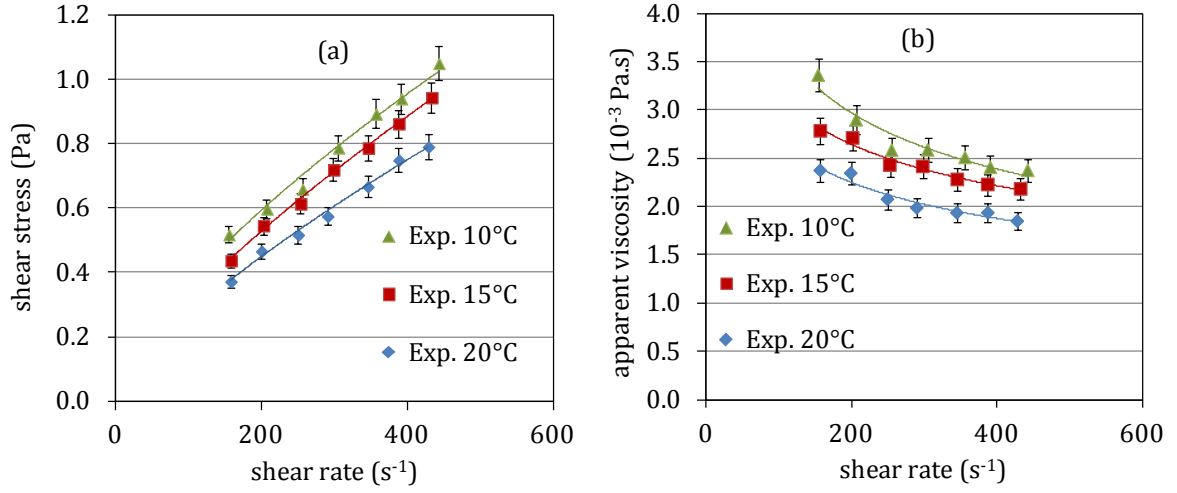 (a)
shear stress (Pa)
1.2
1.0
0.8
0.6
0.4
0.2
0.0
Exp. 10°C
Exp. 15°C
Exp. 20°C
0 200 400 600
shear rate (s⁻¹)
(b)
apparent viscosity (10⁻³ Pa.s)
4.0
3.5
3.0
2.5
2.0
1.5
1.0
0.5
0.0
Exp. 10°C
Exp. 15°C
Exp. 20°C
0 200 400 600
shear rate (s⁻¹)